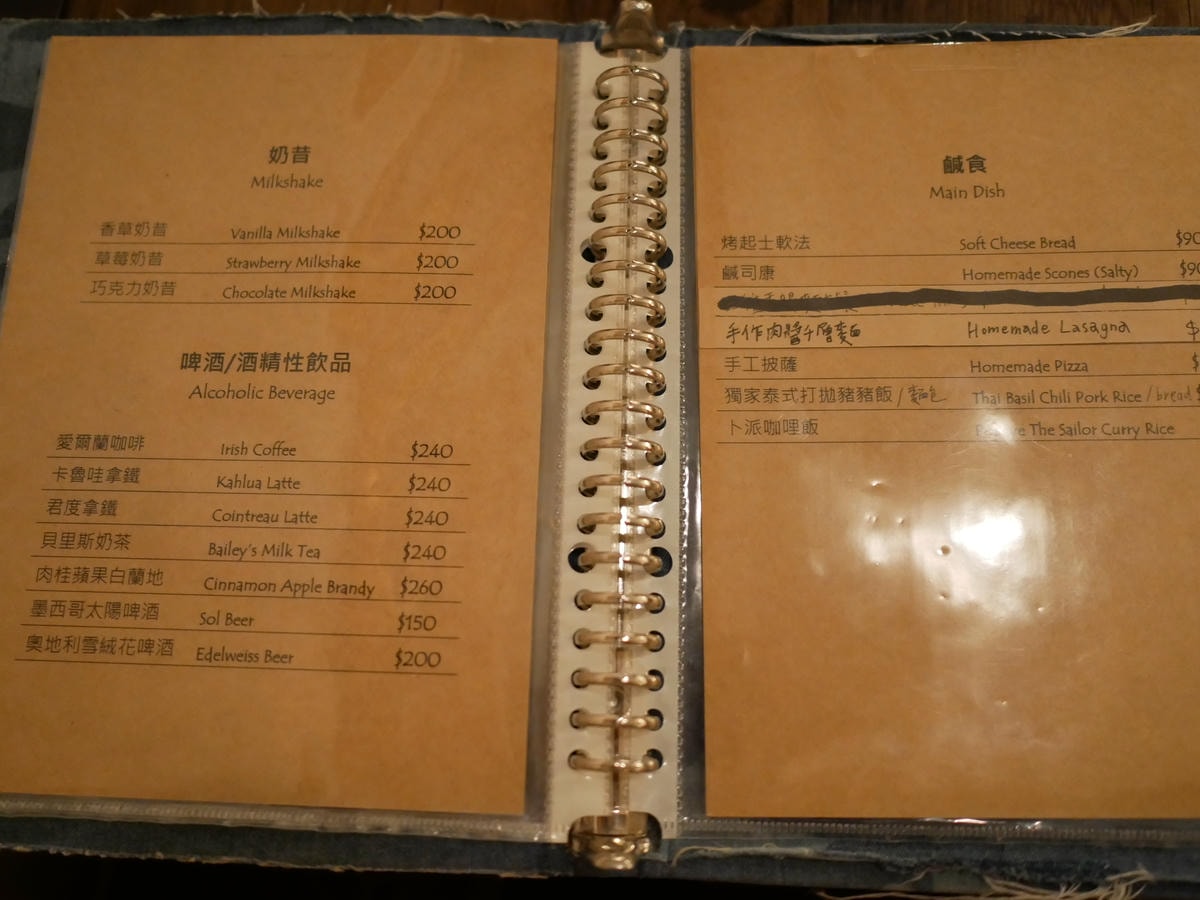 奶昔
Milkshake
香草奶昔 Vanilla Milkshake $200
草莓奶昔 Strawberry Milkshake $200
巧克力奶昔 Chocolate Milkshake $200
啤酒/酒精性飲品
Alcoholic Beverage
愛爾蘭咖啡 Irish Coffee $240
卡魯哇拿鐵 Kahlua Latte $240
君度拿鐵 Cointreau Latte $240
貝里斯奶茶 Bailey's Milk Tea $240
肉桂蘋果白蘭地 Cinnamon Apple Brandy $260
墨西哥太陽啤酒 Sol Beer $150
奧地利雪絨花啤酒 Edelweiss Beer $200
鹹食
Main Dish
烤起士軟法 Soft Cheese Bread $90
鹹司康 Homemade Scones (Salty) $90
手作肉醬千層麵 Homemade Lasagna $
手工披薩 Homemade Pizza $
獨家泰式打拋豬豬飯/麵包 Thai Basil Chili Pork Rice / bread $
卜派咖哩飯 The Sailor Curry Rice